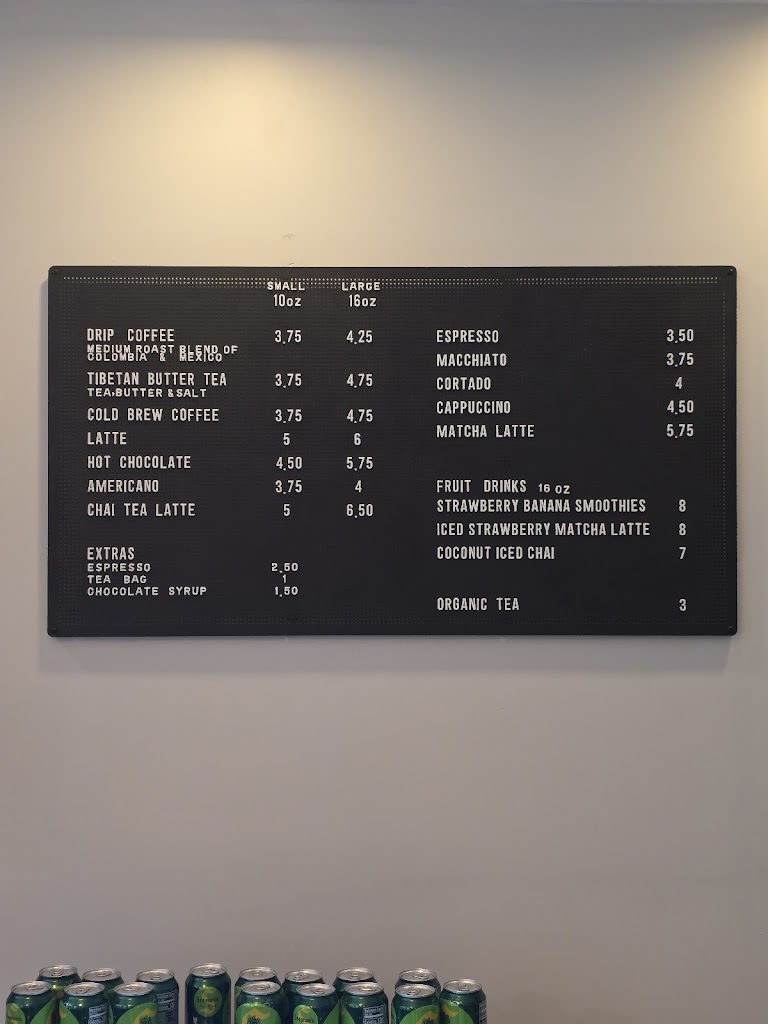 SMALL LARGE
10oz 16oz
DRIP COFFEE 3.75 4.25
MEDIUM ROAST BLEND OF
COLOMBIA & MEXICO
TIBETAN BUTTER TEA 3.75 4.75
TEA,BUTTER & SALT
COLD BREW COFFEE 3.75 4.75
LATTE 5 6
HOT CHOCOLATE 4.50 5.75
AMERICANO 3.75 4
CHAI TEA LATTE 5 6.50
EXTRAS
ESPRESSO 2.50
TEA BAG 1
CHOCOLATE SYRUP 1.50
ESPRESSO 3.50
MACCHIATO 3.75
CORTADO 4
CAPPUCCINO 4.50
MATCHA LATTE 5.75
FRUIT DRINKS 16 OZ
STRAWBERRY BANANA SMOOTHIES 8
ICED STRAWBERRY MATCHA LATTE 8
COCONUT ICED CHAI 7
ORGANIC TEA 3